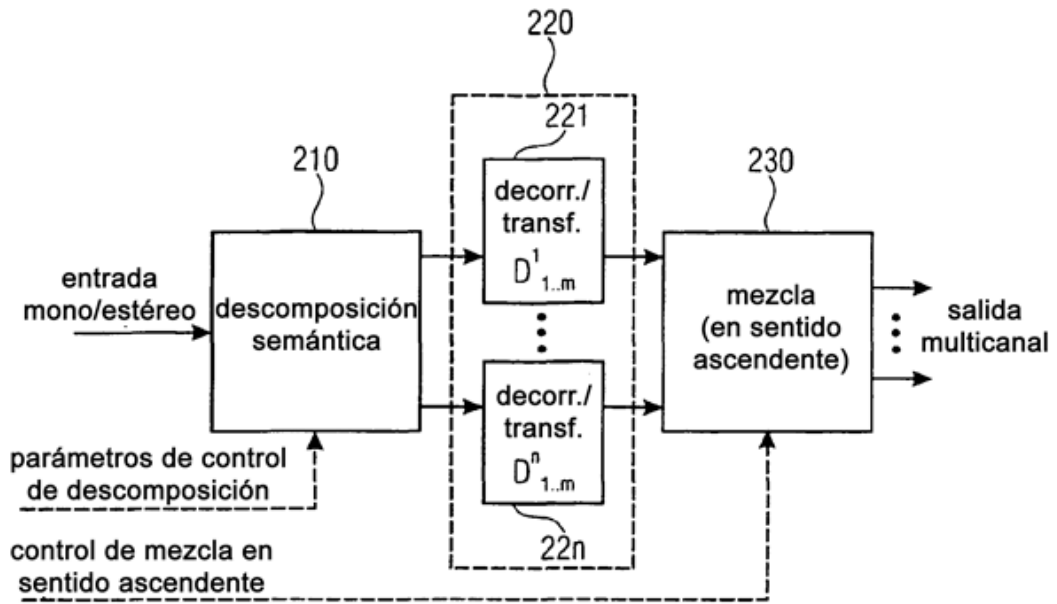 220
221
210
230
decorr./
transf.
D¹₁..ₘ
entrada
mono/estéreo
descomposición
semántica
mezcla
(en sentido
ascendente)
salida
multicanal
decorr./
transf.
Dⁿ₁..ₘ
22n
parámetros de control
de descomposición
control de mezcla en
sentido ascendente